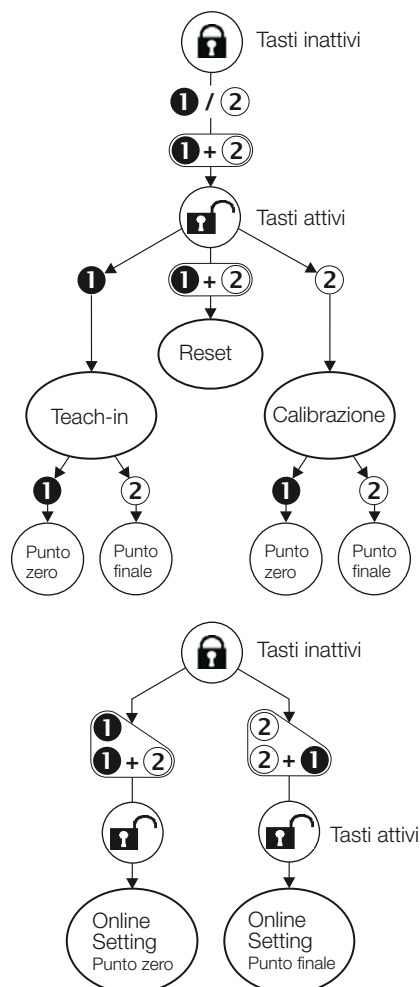 Tasti inattivi
1 / 2
1 + 2
Tasti attivi
1
1 + 2
2
Reset
Teach-in
Calibrazione
1
2
1
2
Punto
zero
Punto
finale
Punto
zero
Punto
finale
Tasti inattivi
1
1 + 2
2
2 + 1
Tasti attivi
Online
Setting
Punto zero
Online
Setting
Punto finale